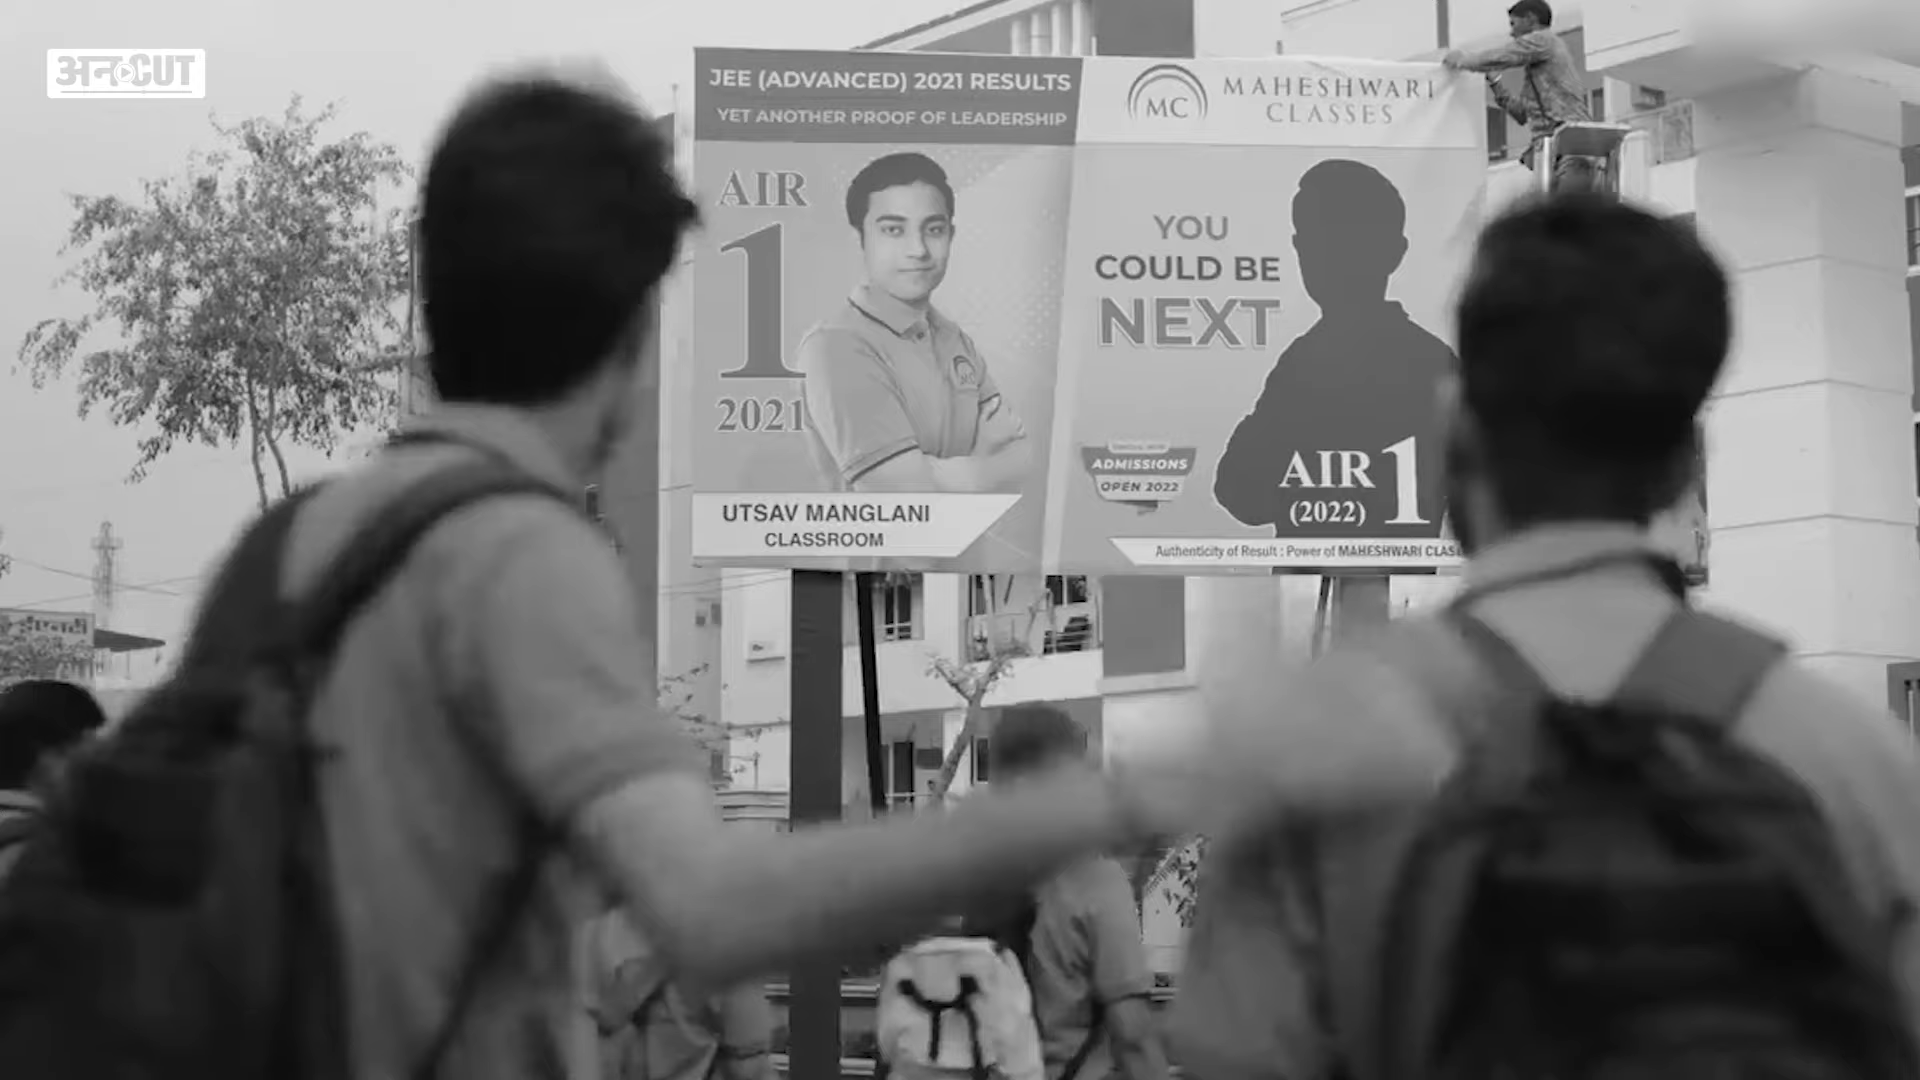 अनCUT
JEE (ADVANCED) 2021 RESULTS
YET ANOTHER PROOF OF LEADERSHIP
MC
MAHESHWARI
CLASSES
AIR
1
2021
UTSAV MANGLANI
CLASSROOM
YOU
COULD BE
NEXT
ADMISSIONS
OPEN 2022
AIR 1
(2022)
Authenticity of Result : Power of MAHESHWARI CLAS